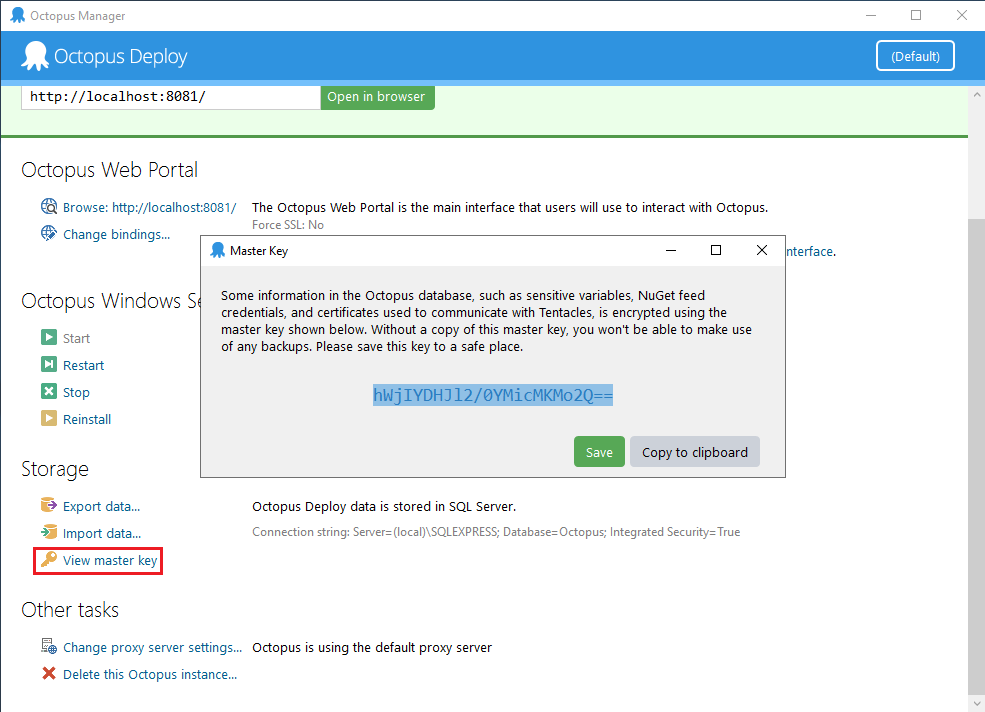 Octopus Manager
Octopus Deploy
(Default)
http://localhost:8081/
Open in browser
Octopus Web Portal
Browse: http://localhost:8081/
The Octopus Web Portal is the main interface that users will use to interact with Octopus.
Force SSL: No
Change bindings...
nterface.
Master Key
Some information in the Octopus database, such as sensitive variables, NuGet feed
credentials, and certificates used to communicate with Tentacles, is encrypted using the
master key shown below. Without a copy of this master key, you won't be able to make use
of any backups. Please save this key to a safe place.
hWjIYDHJl2/0YMicMKMo2Q==
Save
Copy to clipboard
Octopus Windows Se
Start
Restart
Stop
Reinstall
Storage
Export data...
Octopus Deploy data is stored in SQL Server.
Import data...
Connection string: Server=(local)\SQLEXPRESS; Database=Octopus; Integrated Security=True
View master key
Other tasks
Change proxy server settings...
Octopus is using the default proxy server
Delete this Octopus instance...